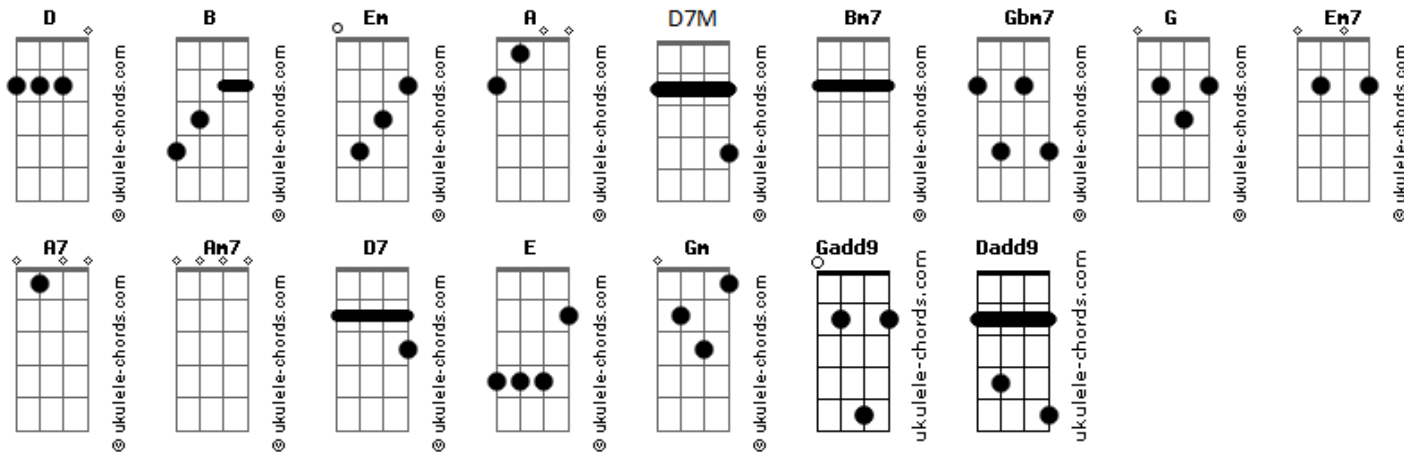 D B Em A D7M Bm7 Gbm7 G Em7
© ukulele-chords.com © ukulele-chords.com © ukulele-chords.com © ukulele-chords.com © ukulele-chords.com © ukulele-chords.com © ukulele-chords.com © ukulele-chords.com © ukulele-chords.com
A7 Am7 D7 E Gm Gadd9 Dadd9
© ukulele-chords.com © ukulele-chords.com © ukulele-chords.com © ukulele-chords.com © ukulele-chords.com ukulele-chords.com ukulele-chords.com